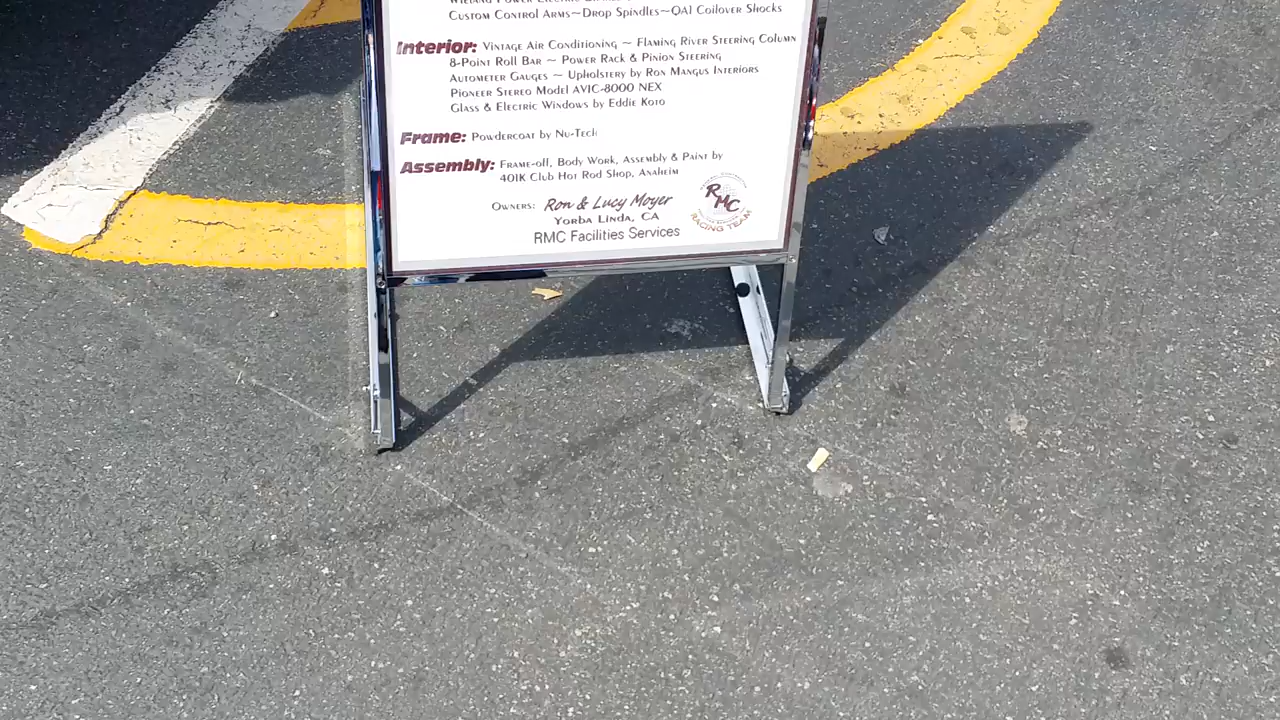 Custom Control Arms~Drop Spindles~QA1 Coilover Shocks
Interior: Vintage Air Conditioning ~ Flaming River Steering Column
8-Point Roll Bar ~ Power Rack & Pinion Steering
Autometer Gauges ~ Upholstery by Ron Mangus Interiors
Pioneer Stereo Model AVIC-8000 NEX
Glass & Electric Windows by Eddie Koto
Frame: Powdercoat by Nu-Tech
Assembly: Frame-off, Body Work, Assembly & Paint by
401K Club Hot Rod Shop, Anaheim
Owners: Ron & Lucy Moyer
Yorba Linda, CA
RMC Facilities Services
RMC
RACING TEAM